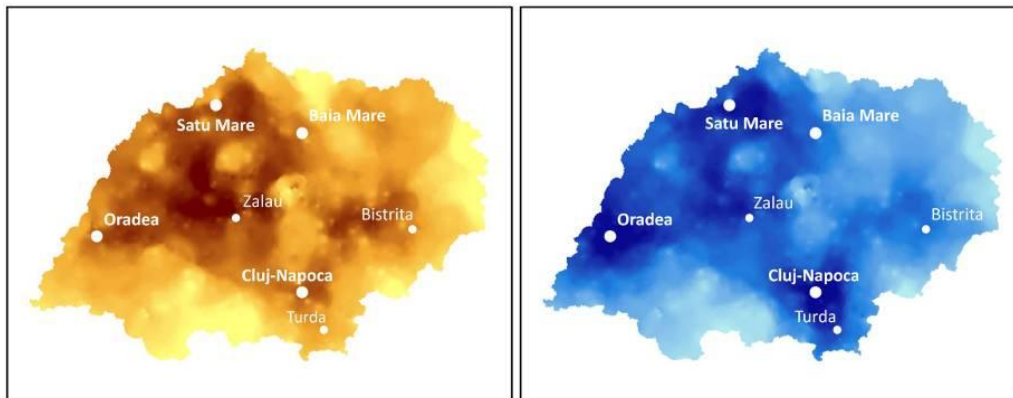 Satu Mare
Baia Mare
Zalau
Bistrita
Oradea
Cluj-Napoca
Turda
Satu Mare
Baia Mare
Zalau
Bistrita
Oradea
Cluj-Napoca
Turda